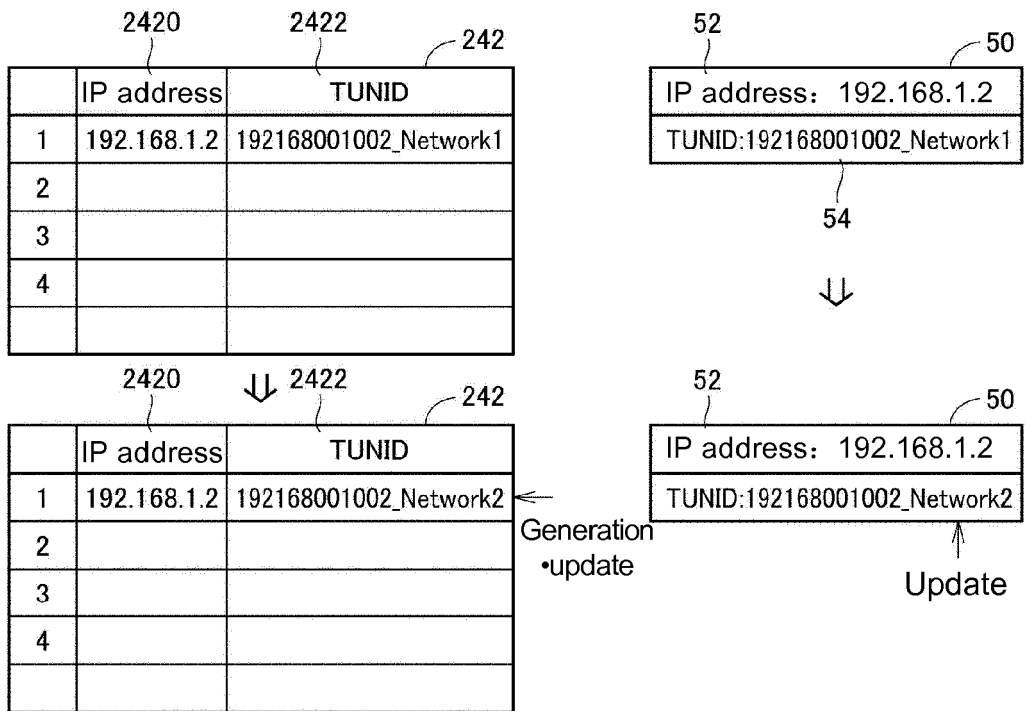 2420 2422 242
IP address TUNID
1 192.168.1.2 192168001002_Network1
2
3
4
52 50
IP address: 192.168.1.2
TUNID:192168001002_Network1
54
⇓
⇓
2420 2422 242
IP address TUNID
1 192.168.1.2 192168001002_Network2
2
3
4
Generation
•update
52 50
IP address: 192.168.1.2
TUNID:192168001002_Network2
Update